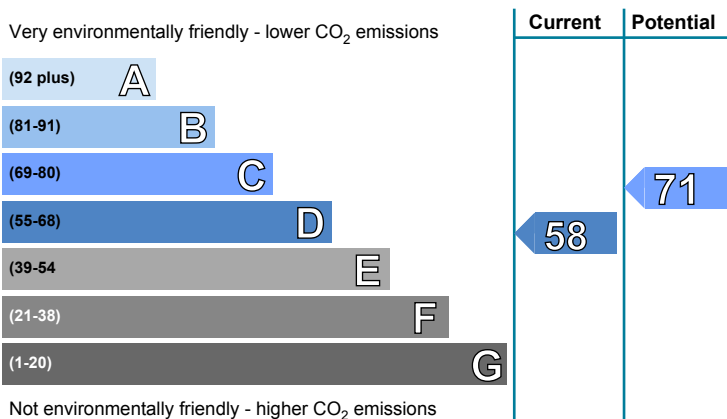 Current Potential
Very environmentally friendly - lower CO2 emissions
(92 plus) A
(81-91) B
(69-80) C
71
(55-68) D
58
(39-54 E
(21-38) F
(1-20) G
Not environmentally friendly - higher CO2 emissions